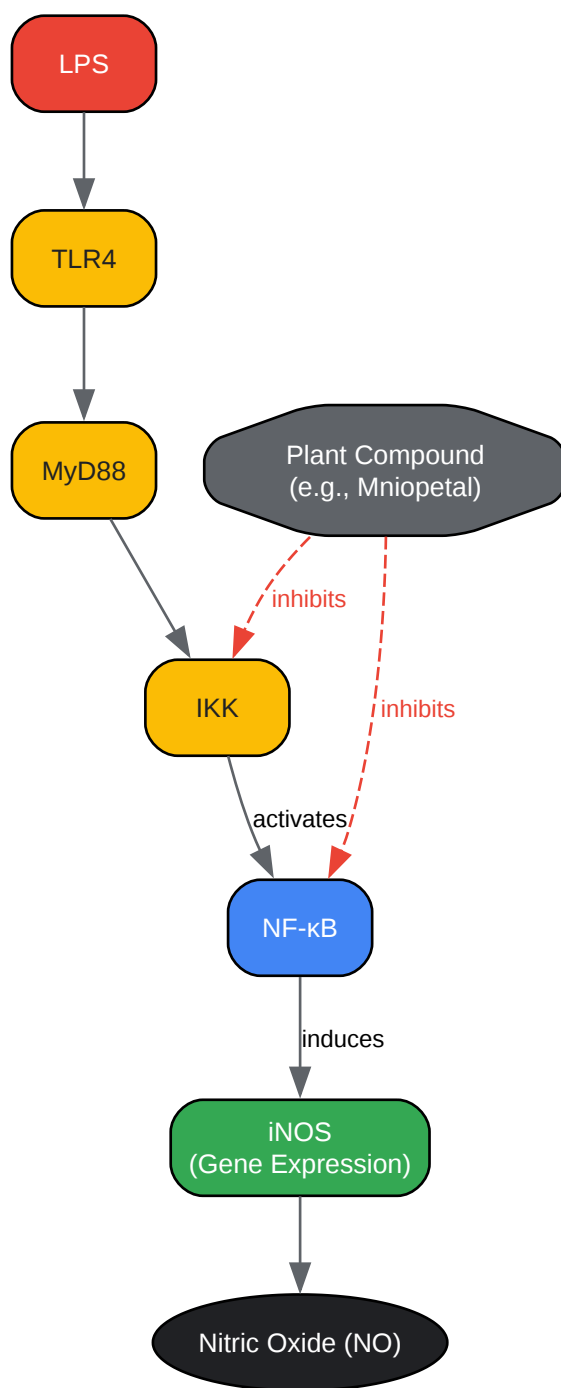 LPS
TLR4
MyD88
Plant Compound
(e.g., Mniopetal)
inhibits
IKK
inhibits
activates
NF-κB
induces
iNOS
(Gene Expression)
Nitric Oxide (NO)